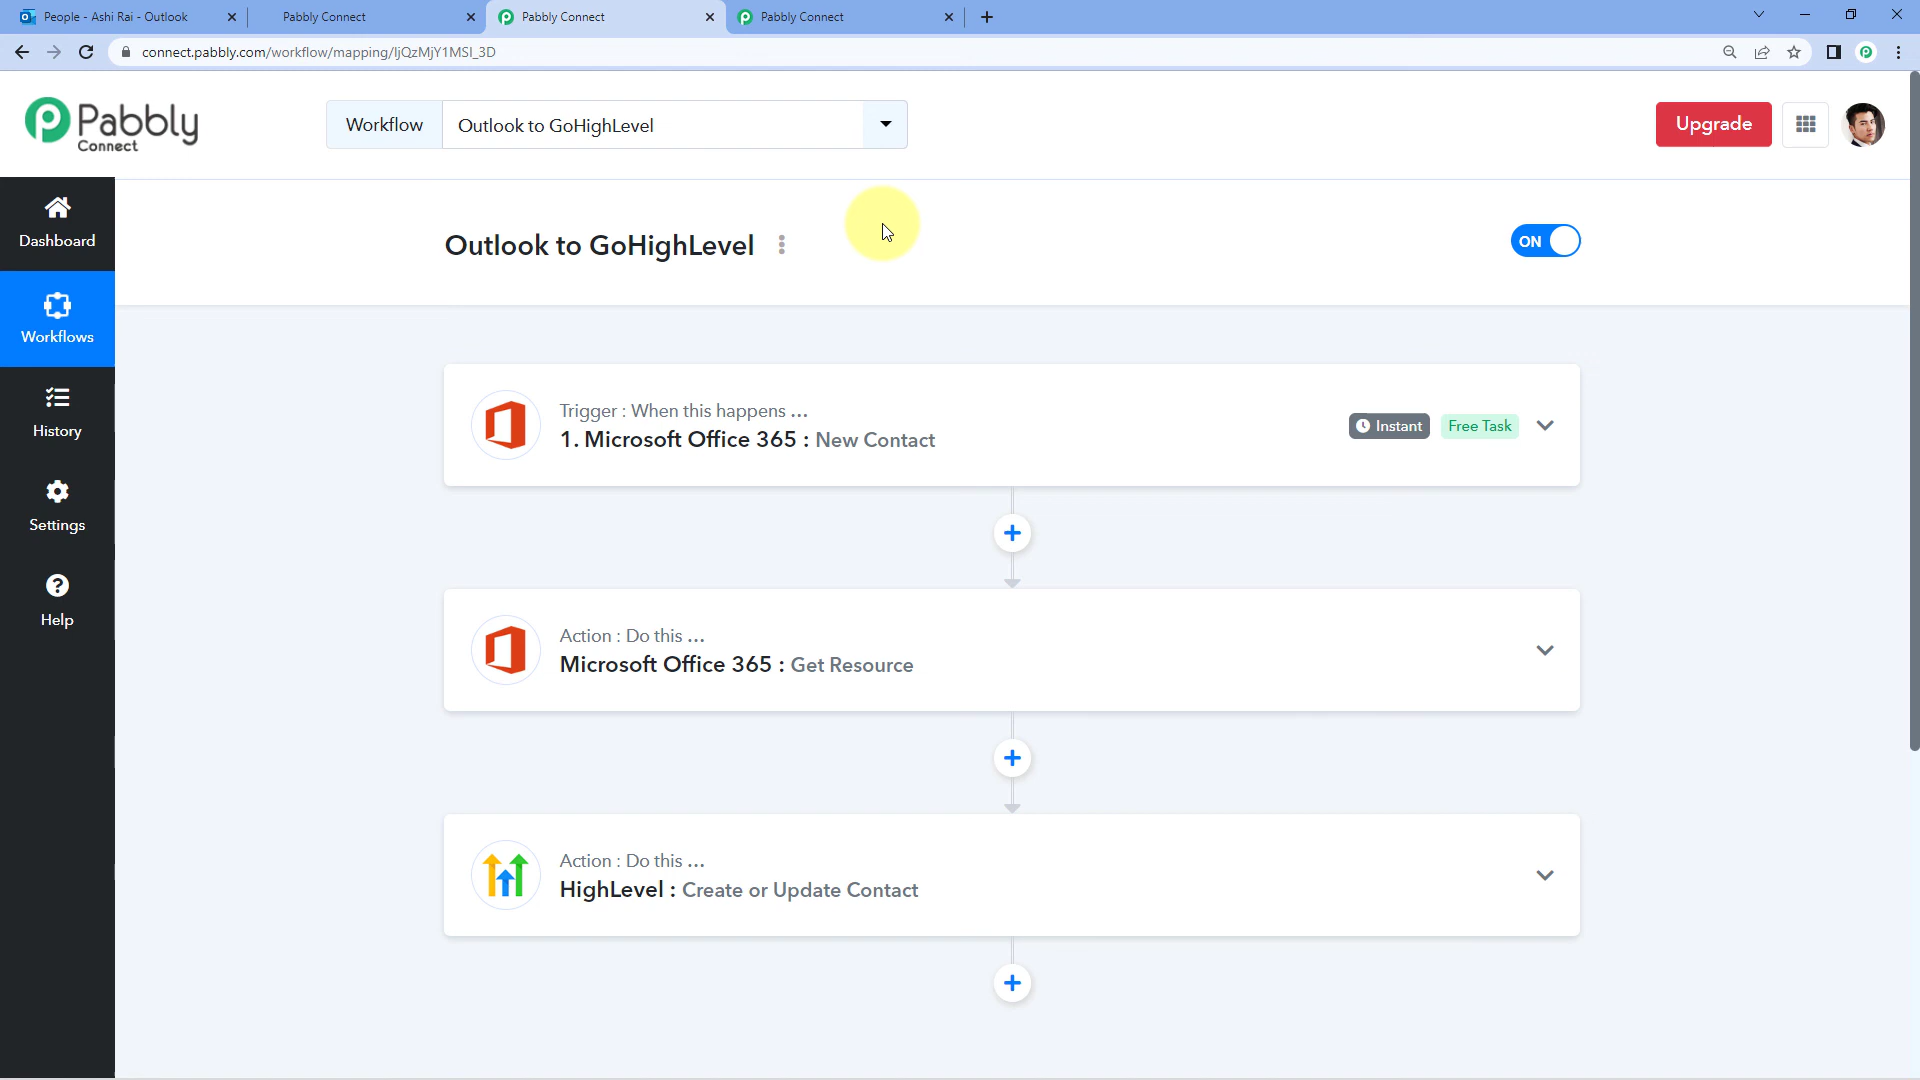 People - Ashi Rai - Outlook
Pabbly Connect
Pabbly Connect
Pabbly Connect
connect.pabbly.com/workflow/mapping/IjQzMjY1MSI_3D
Pabbly
Connect
Workflow
Outlook to GoHighLevel
Upgrade
Dashboard
Workflows
History
Settings
Help
Outlook to GoHighLevel
ON
Trigger : When this happens ...
1. Microsoft Office 365 : New Contact
Instant
Free Task
Action : Do this ...
Microsoft Office 365 : Get Resource
Action : Do this ...
HighLevel : Create or Update Contact